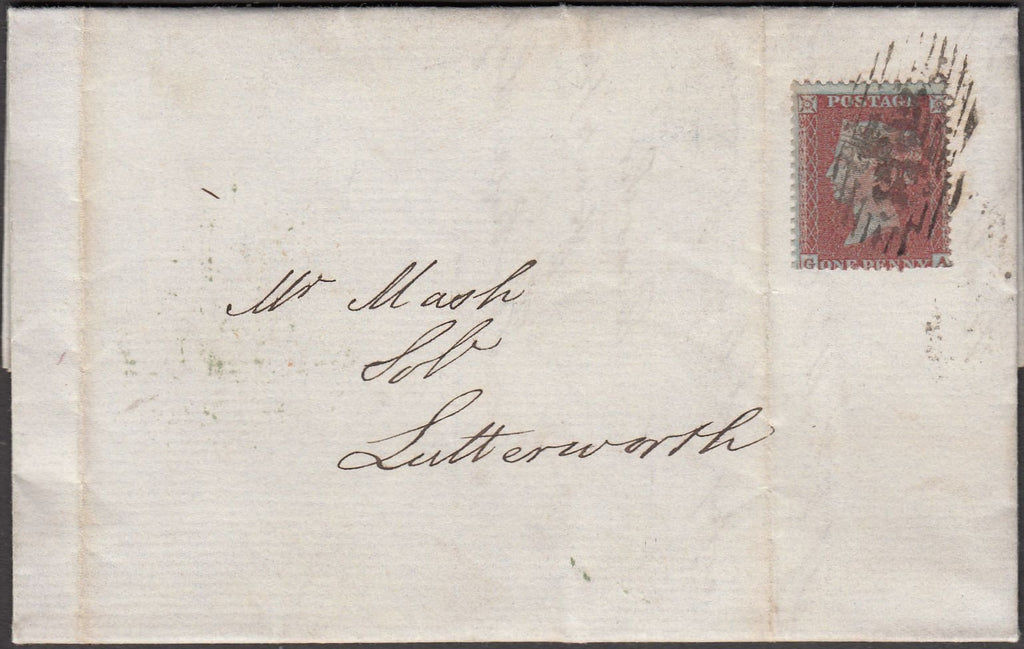 POSTAGE
G ONE PENNY A
Mr Mash
Solr
Lutterworth